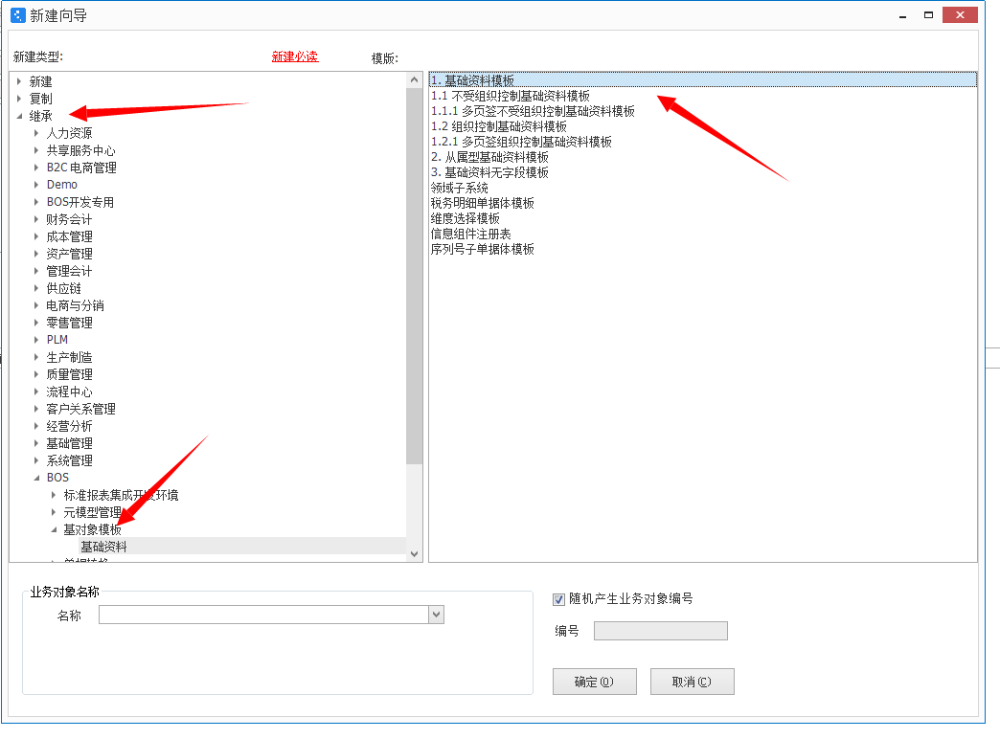 新建向导
新建类型:
新建必读
模版:
新建
复制
继承
人力资源
共享服务中心
B2C 电商管理
Demo
BOS开发专用
财务会计
成本管理
资产管理
管理会计
供应链
电商与分销
零售管理
PLM
生产制造
质量管理
流程中心
客户关系管理
经营分析
基础管理
系统管理
BOS
标准报表集成开发环境
元模型管理
基对象模板
基础资料
1. 基础资料模板
1.1 不受组织控制基础资料模板
1.1.1 多页签不受组织控制基础资料模板
1.2 组织控制基础资料模板
1.2.1 多页签组织控制基础资料模板
2. 从属型基础资料模板
3. 基础资料无字段模板
领域子系统
税务明细单据体模板
维度选择模板
信息组件注册表
序列号子单据体模板
业务对象名称
名称
随机产生业务对象编号
编号
确定(O)
取消(C)